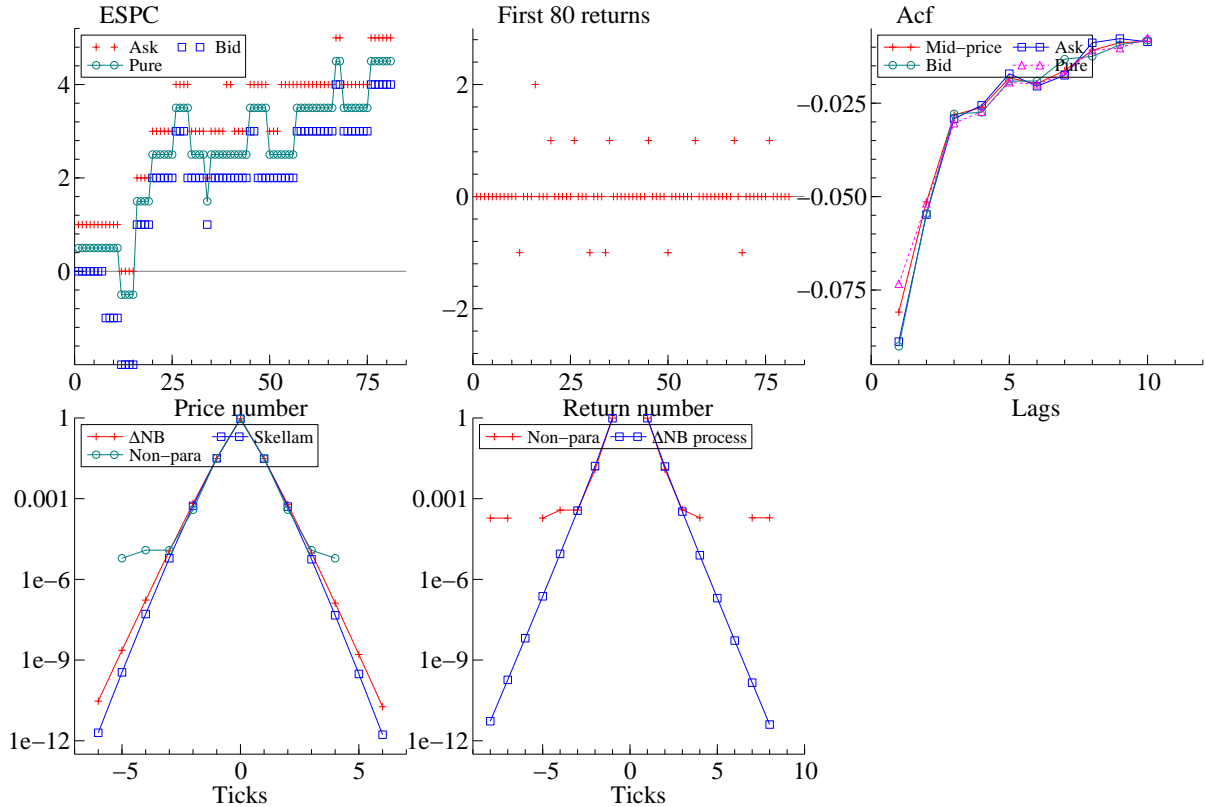 ESPC
First 80 returns
Acf
Ask
Bid
Pure
Mid−price
Ask
Bid
Pure
4
2
0
2
0
−2
−0.025
−0.050
−0.075
0 25 50 75
0 25 50 75
0 5 10
Price number
Return number
Lags
ΔNB
Skellam
Non−para
Non−para
ΔNB process
1
0.001
1e−6
1e−9
1e−12
1
0.001
1e−6
1e−9
1e−12
−5 0 5
−5 0 5 10
Ticks
Ticks